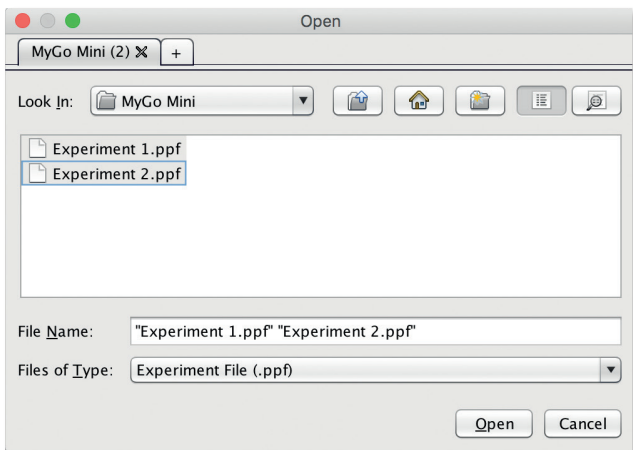 Open
MyGo Mini (2) ✕ +
Look In: MyGo Mini
Experiment 1.ppf
Experiment 2.ppf
File Name: "Experiment 1.ppf" "Experiment 2.ppf"
Files of Type: Experiment File (.ppf)
Open Cancel